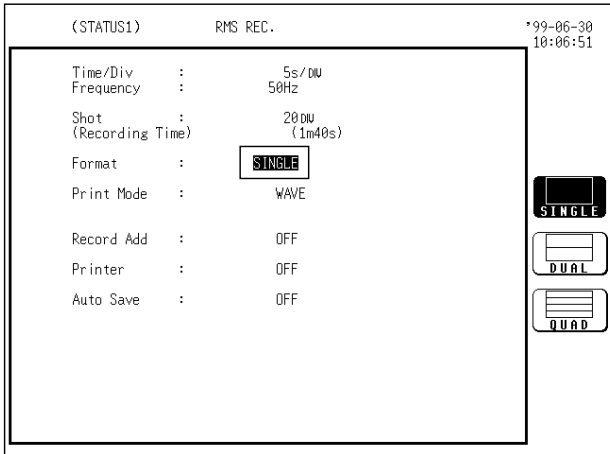 (STATUS1) RMS REC. '99-06-30
10:06:51
Time/Div : 5s/DIV
Frequency : 50Hz
Shot : 20DIV
(Recording Time) (1m40s)
Format : SINGLE
Print Mode : WAVE
Record Add : OFF
Printer : OFF
Auto Save : OFF
SINGLE
DUAL
QUAD